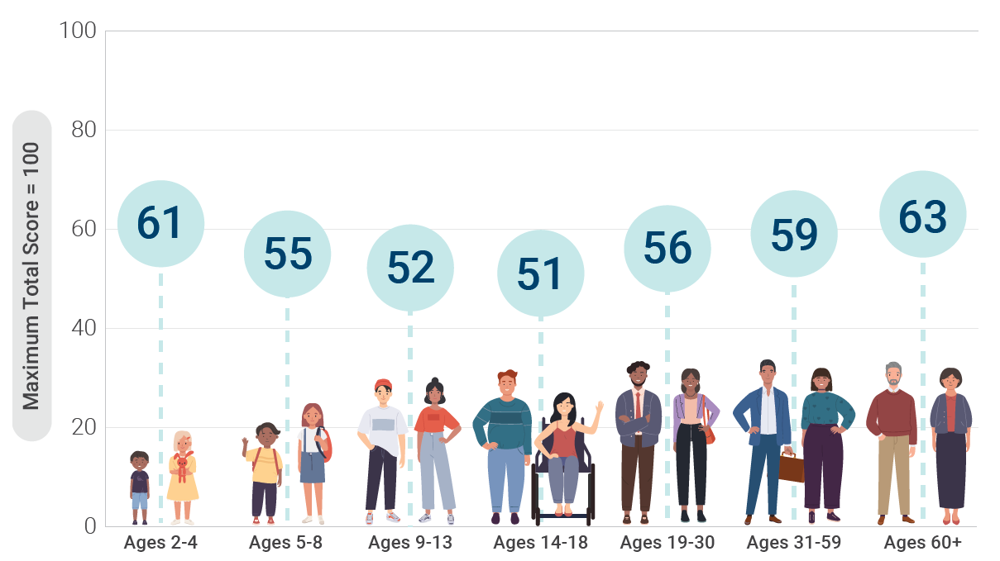 Maximum Total Score = 100
100
80
60
40
20
0
61
55
52
51
56
59
63
Ages 2-4
Ages 5-8
Ages 9-13
Ages 14-18
Ages 19-30
Ages 31-59
Ages 60+